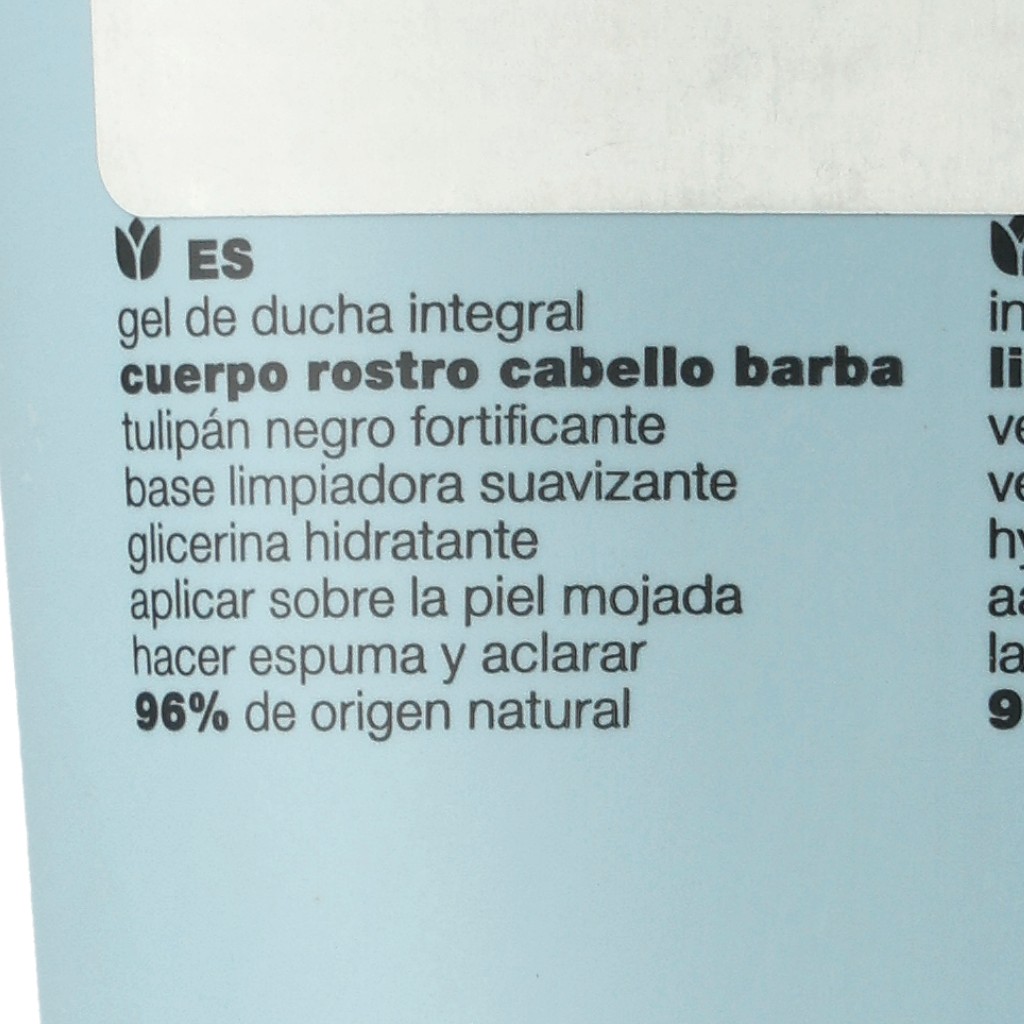 ES
gel de ducha integral
cuerpo rostro cabello barba
tulipán negro fortificante
base limpiadora suavizante
glicerina hidratante
aplicar sobre la piel mojada
hacer espuma y aclarar
96% de origen natural